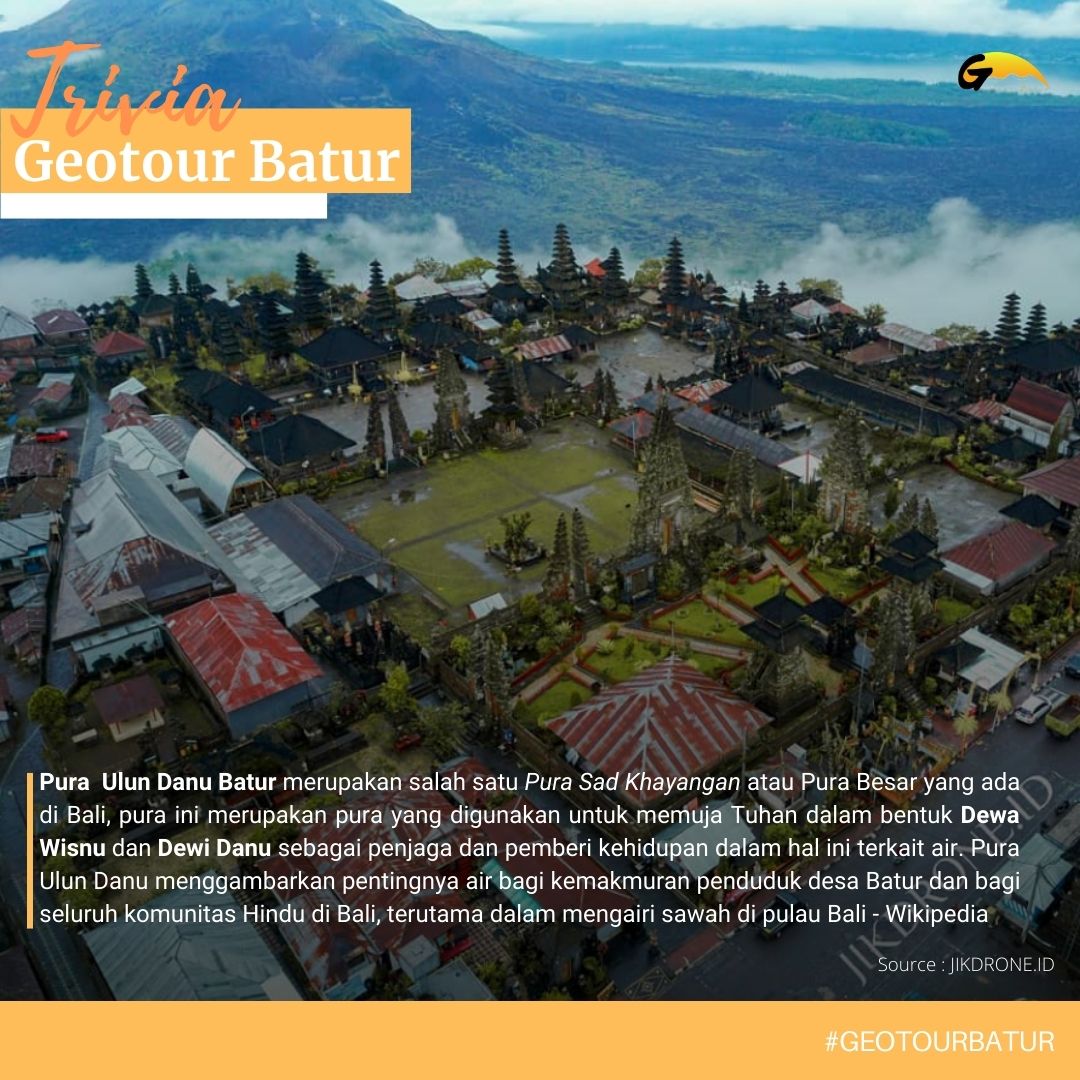 Trivia
Geotour Batur
G
Pura Ulun Danu Batur merupakan salah satu Pura Sad Khayangan atau Pura Besar yang ada
di Bali, pura ini merupakan pura yang digunakan untuk memuja Tuhan dalam bentuk Dewa
Wisnu dan Dewi Danu sebagai penjaga dan pemberi kehidupan dalam hal ini terkait air. Pura
Ulun Danu menggambarkan pentingnya air bagi kemakmuran penduduk desa Batur dan bagi
seluruh komunitas Hindu di Bali, terutama dalam mengairi sawah di pulau Bali - Wikipedia
JIKDRONE.ID
Source : JIKDRONE.ID
#GEOTOURBATUR